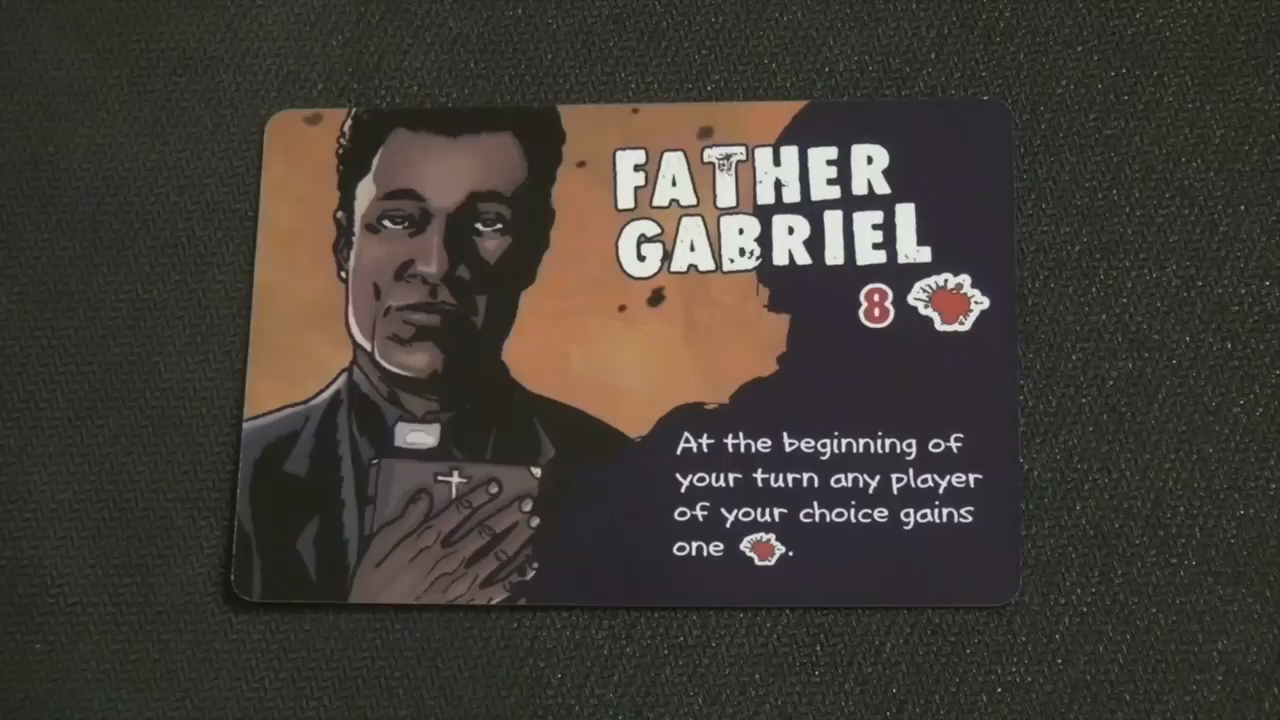 FATHER
GABRIEL
8
At the beginning of
your turn any player
of your choice gains
one .